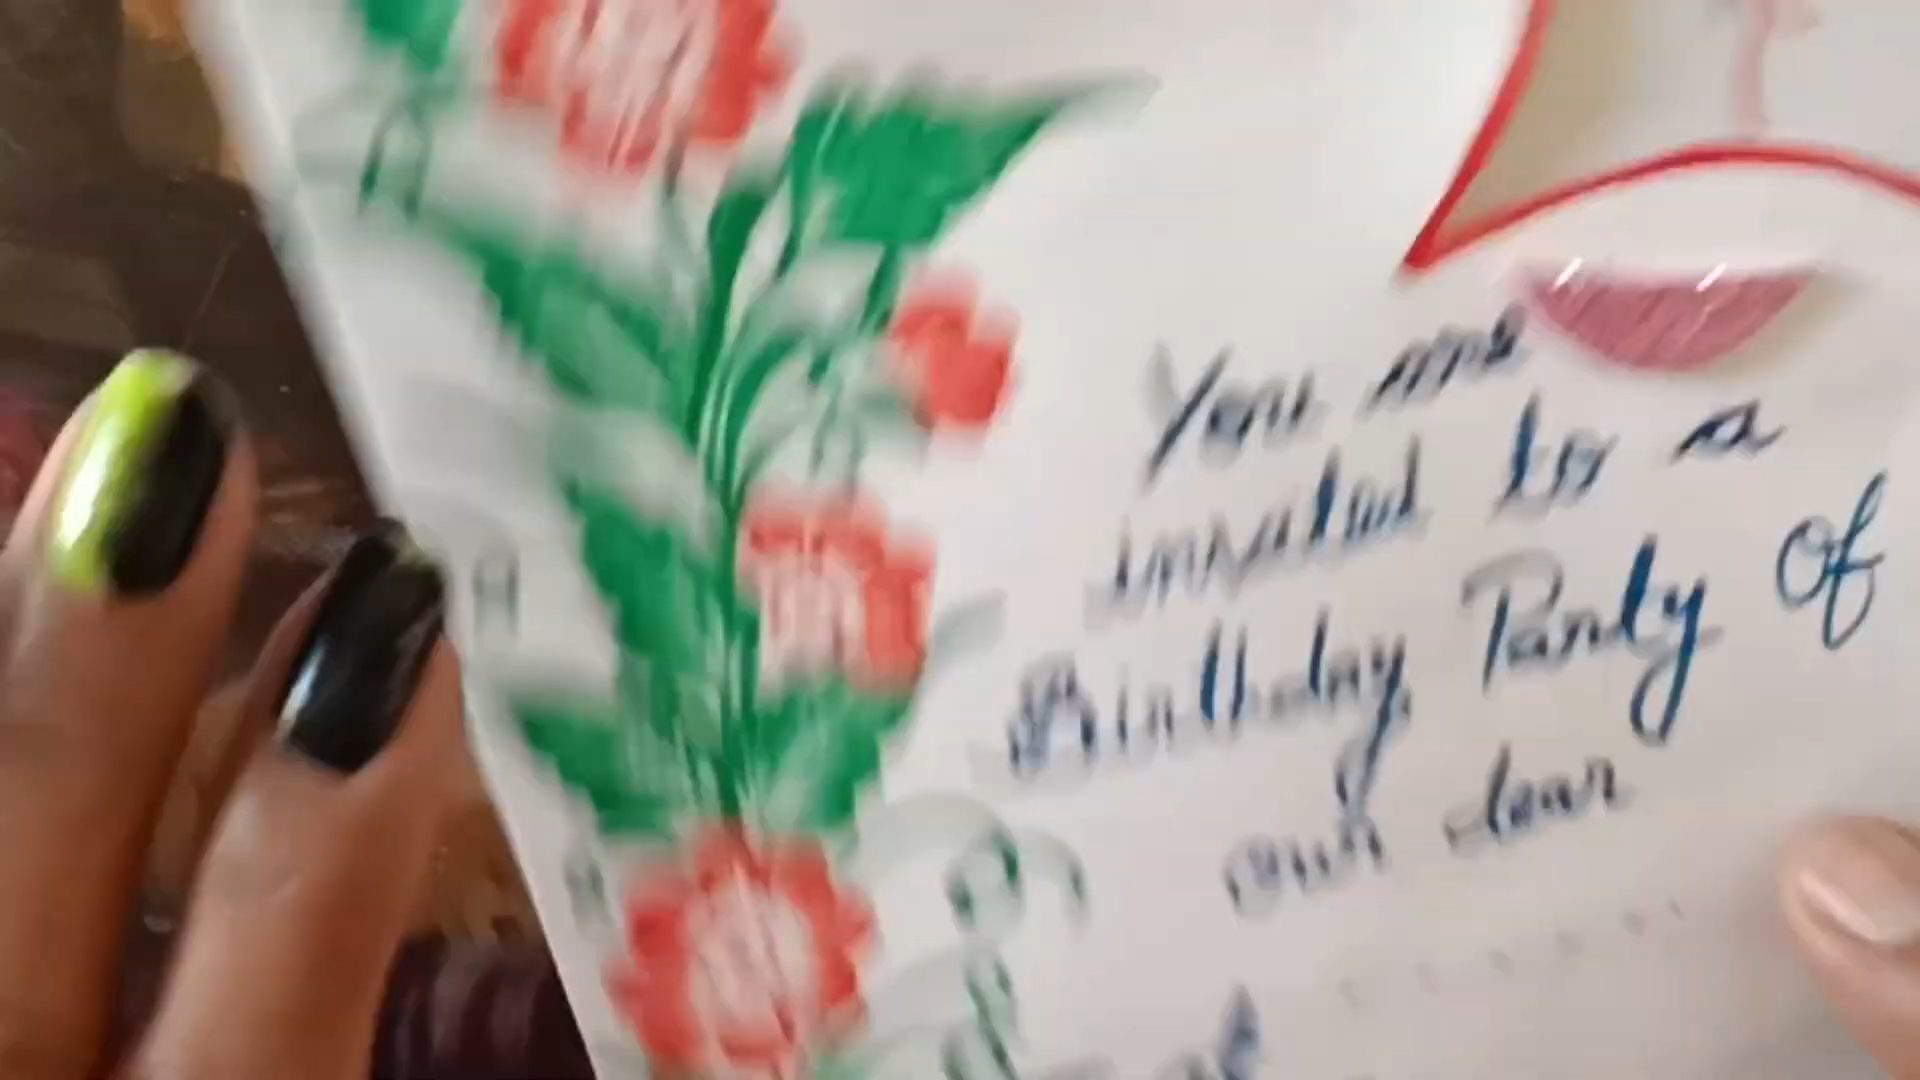 You are
invited to a
Birthday Party Of
our dear